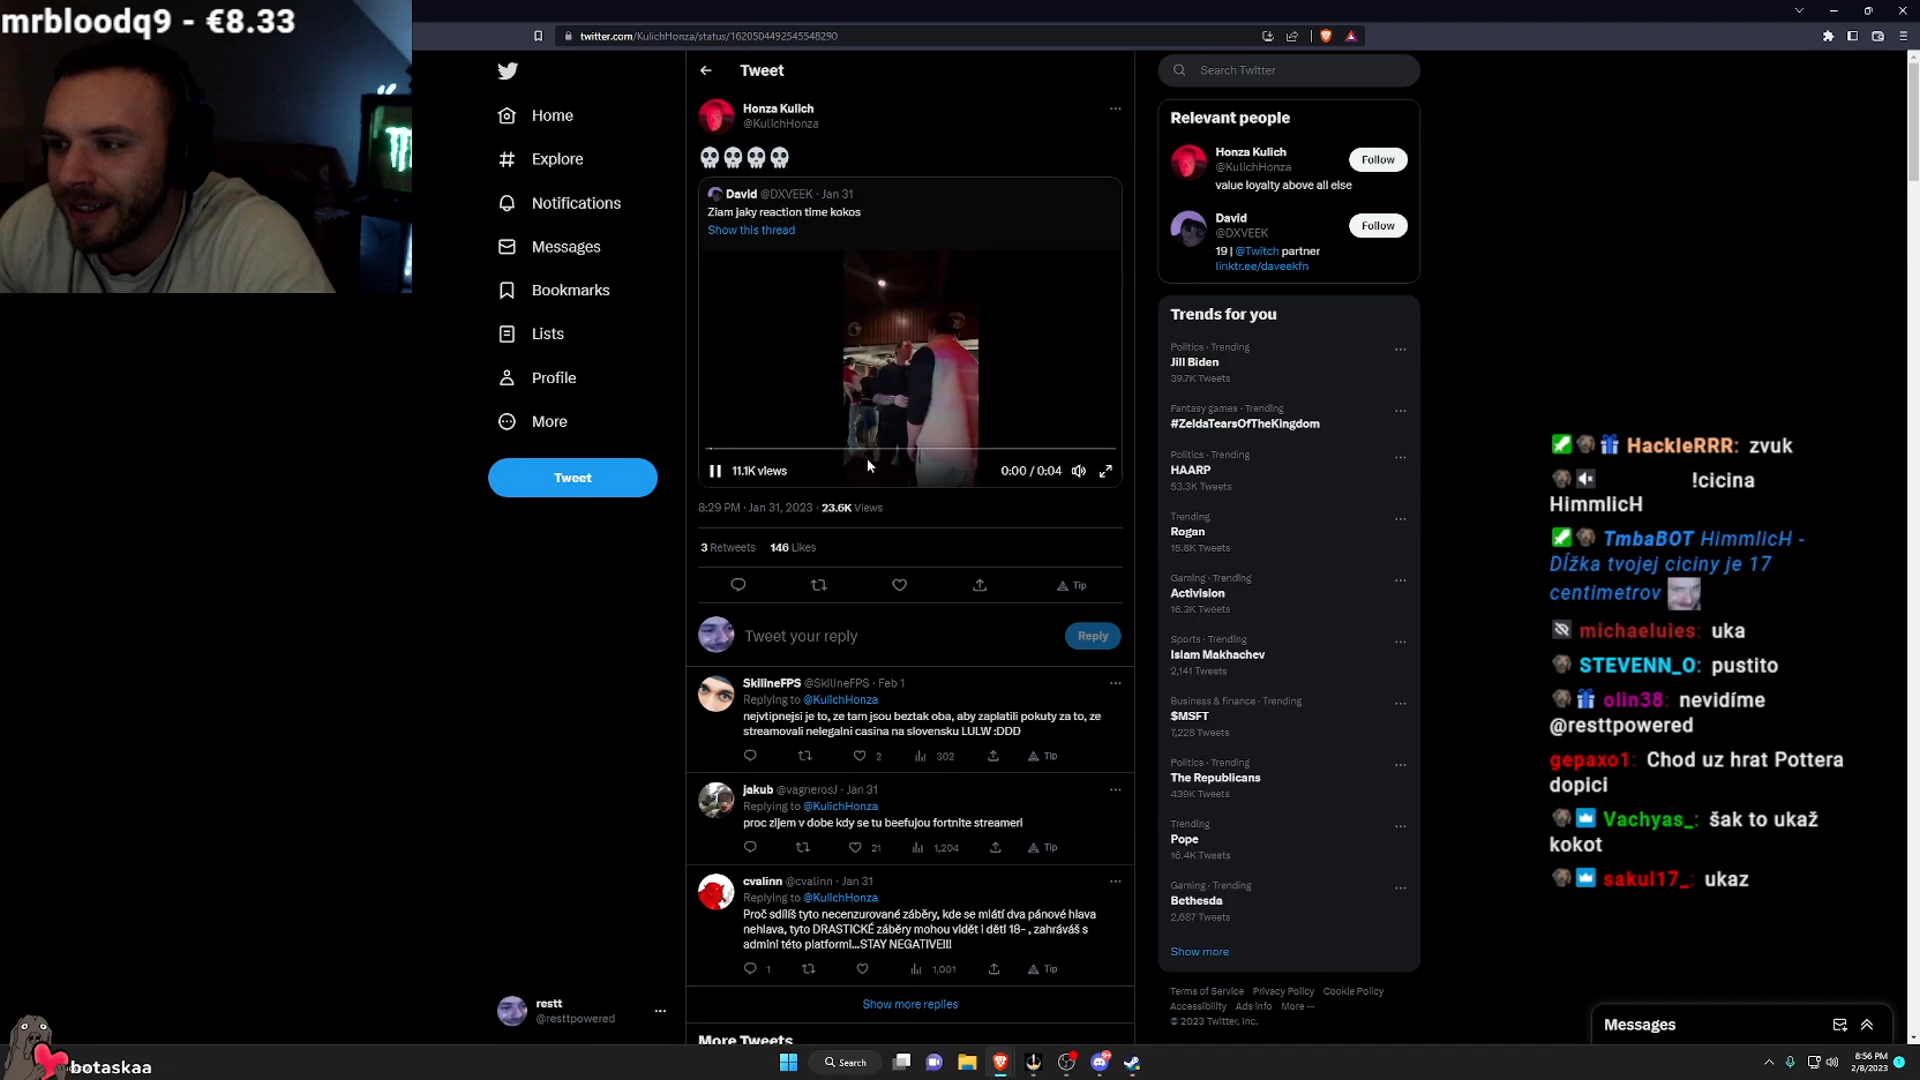 mrbloodq9 - €8.33
twitter.com/KulichHonza/status/1620504492545548290
Home
Explore
Notifications
Messages
Bookmarks
Lists
Profile
More
Tweet
restt
@resttpowered
botaskaa
Tweet
Honza Kulich
@KulichHonza
David @DXVEEK · Jan 31
Ziam jaky reaction time kokos
Show this thread
11.1K views
0:00 / 0:04
8:29 PM · Jan 31, 2023 · 23.6K Views
3 Retweets 146 Likes
Tip
Tweet your reply
Reply
SkilineFPS @SkilineFPS · Feb 1
Replying to @KulichHonza
nejvtipnejsi je to, ze tam jsou beztak oba, aby zaplatili pokuty za to, ze
streamovali nelegalni casina na slovensku LULW :DDD
2 302 Tip
jakub @vagnerosJ · Jan 31
Replying to @KulichHonza
proc zijem v dobe kdy se tu beefujou fortnite streameri
21 1,204 Tip
cvalinn @cvalinn · Jan 31
Replying to @KulichHonza
Proč sdílíš tyto necenzurované záběry, kde se mlátí dva pánové hlava
nehlava, tyto DRASTICKÉ záběry mohou vidět i děti 18- , zahráváš s
admini této platformi...STAY NEGATIVE!!!
1 1,001 Tip
Show more replies
More Tweets
Search Twitter
Relevant people
Honza Kulich
@KulichHonza
Follow
value loyalty above all else
David
@DXVEEK
Follow
19 | @Twitch partner
linktr.ee/daveekfn
Trends for you
Politics · Trending
Jill Biden
39.7K Tweets
Fantasy games · Trending
#ZeldaTearsOfTheKingdom
Politics · Trending
HAARP
53.3K Tweets
Trending
Rogan
15.8K Tweets
Gaming · Trending
Activision
16.3K Tweets
Sports · Trending
Islam Makhachev
2,141 Tweets
Business & finance · Trending
$MSFT
7,228 Tweets
Politics · Trending
The Republicans
439K Tweets
Trending
Pope
16.4K Tweets
Gaming · Trending
Bethesda
2,687 Tweets
Show more
Terms of Service Privacy Policy Cookie Policy
Accessibility Ads info More ···
© 2023 Twitter, Inc.
HackleRRR: zvuk
!cicina
HimmlicH
TmbaBOT HimmlicH -
Dĺžka tvojej ciciny je 17
centimetrov
michaeluies: uka
STEVENN_O: pustito
olin38: nevidíme
@resttpowered
gepaxo1: Chod uz hrat Pottera
dopici
Vachyas_: šak to ukaž
kokot
sakul17_: ukaz
Messages
Search
8:56 PM
2/8/2023